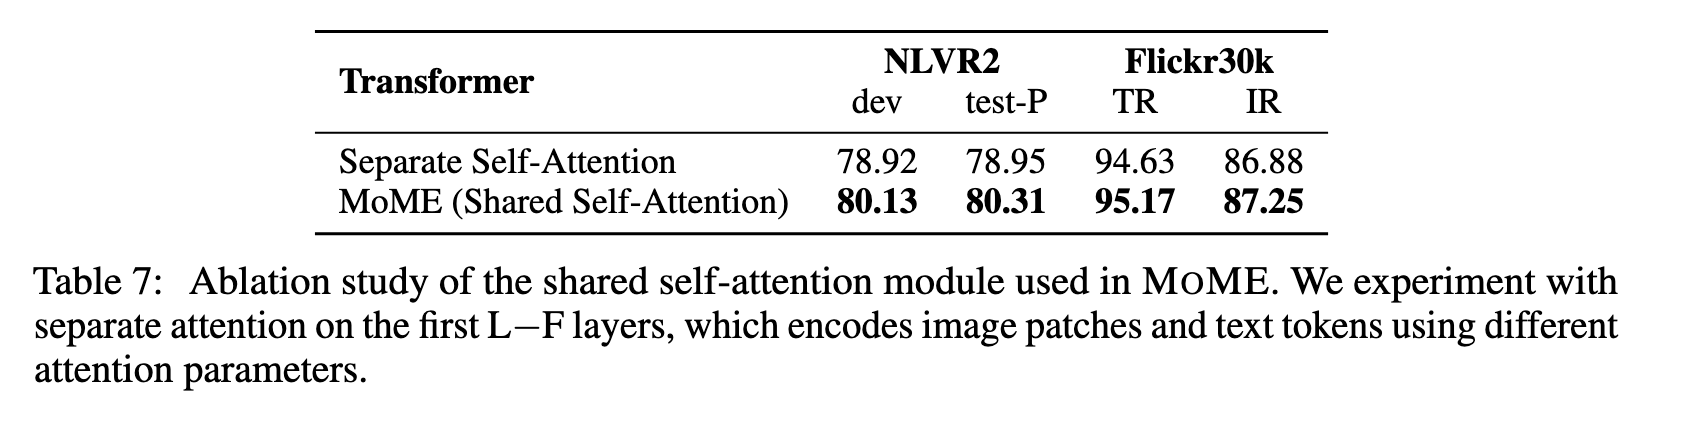 Transformer NLVR2 Flickr30k
dev test-P TR IR
Separate Self-Attention 78.92 78.95 94.63 86.88
MoME (Shared Self-Attention) 80.13 80.31 95.17 87.25
Table 7: Ablation study of the shared self-attention module used in MOME. We experiment with
separate attention on the first L−F layers, which encodes image patches and text tokens using different
attention parameters.